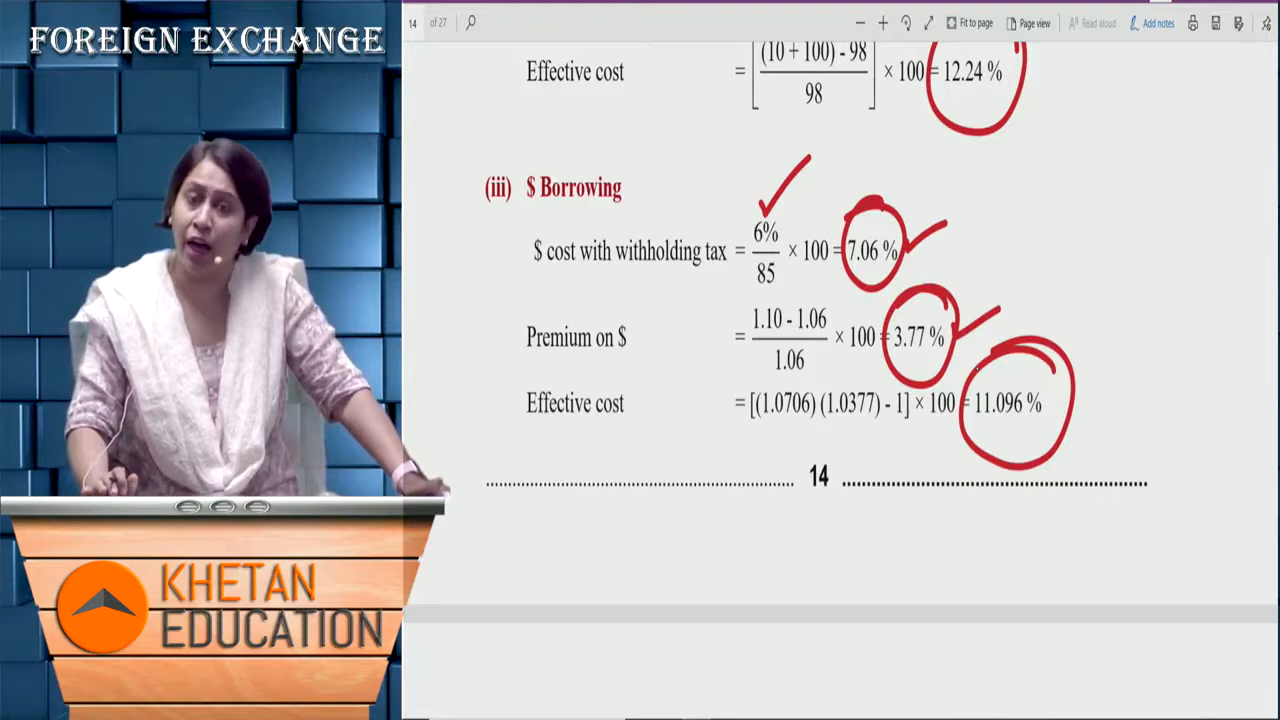 FOREIGN EXCHANGE
14 of 27
Fit to page
Page view
Read aloud
Add notes
Effective cost = [(10 + 100) - 98 / 98] × 100 = 12.24 %
(iii) $ Borrowing
$ cost with withholding tax = 6% / 85 × 100 = 7.06 %
Premium on $ = 1.10 - 1.06 / 1.06 × 100 = 3.77 %
Effective cost = [(1.0706) (1.0377) - 1] × 100 = 11.096 %
14
KHETAN
EDUCATION